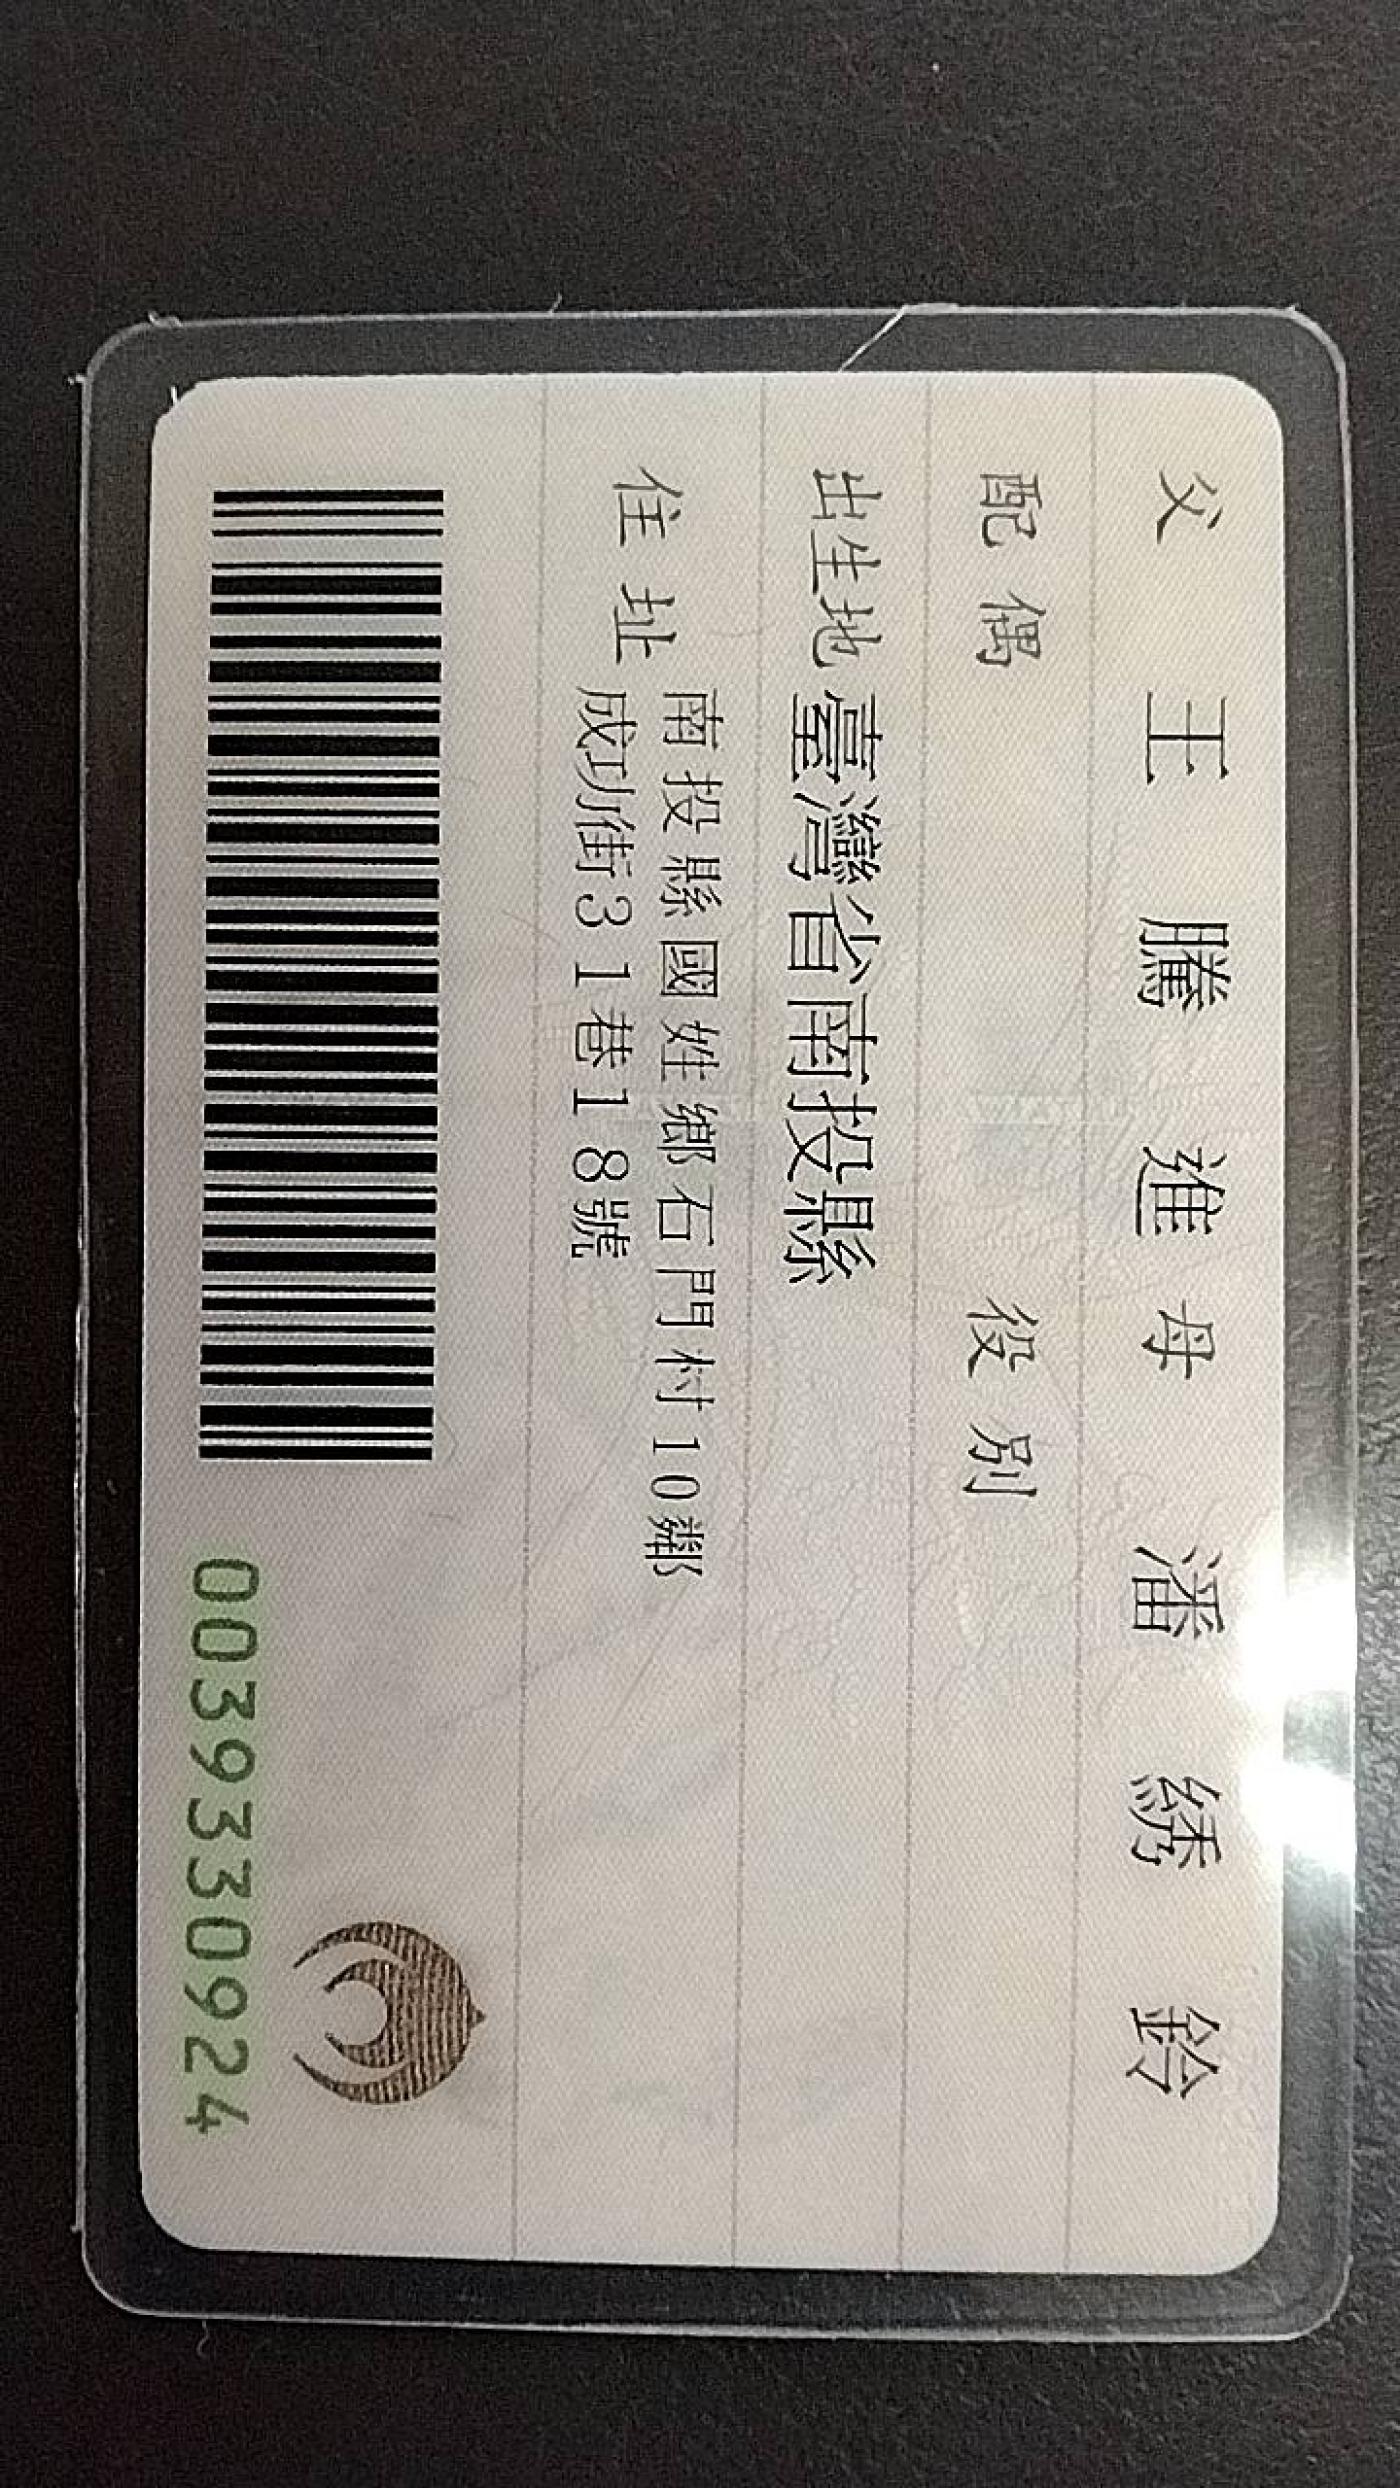 父 王騰進 母 潘綉鈴
配偶 役別
出生地 臺灣省南投縣
住址 南投縣國姓鄉石門村10鄰
成功街31巷18號
0039330924